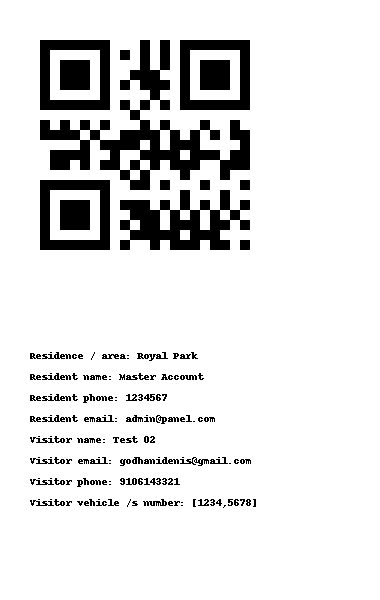 Residence / area: Royal Park
Resident name: Master Account
Resident phone: 1234567
Resident email: admin@panel.com
Visitor name: Test 02
Visitor email: godhanidenis@gmail.com
Visitor phone: 9106143321
Visitor vehicle /s number: [1234,5678]